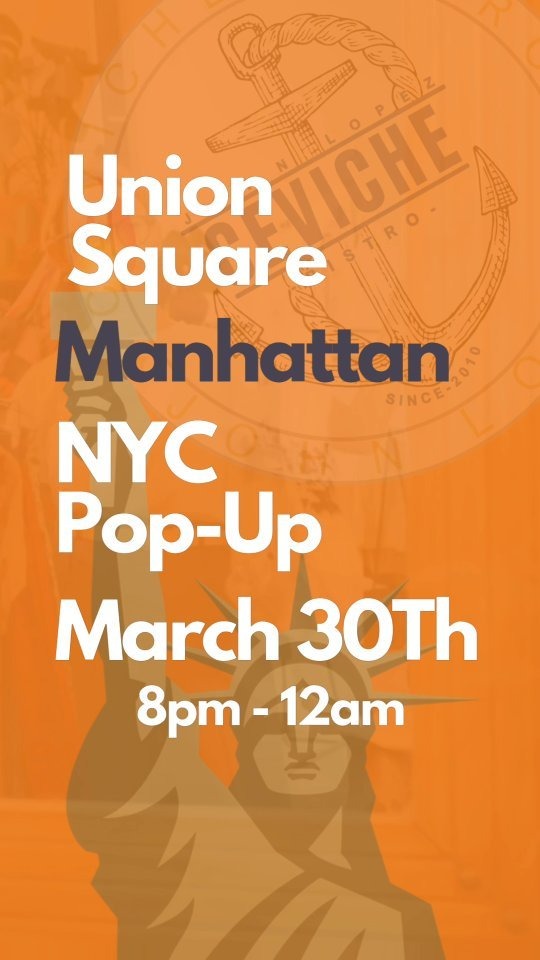 CEVICHE
SINCE-2010
Union
Square
Manhattan
NYC
Pop-Up
March 30Th
8pm - 12am